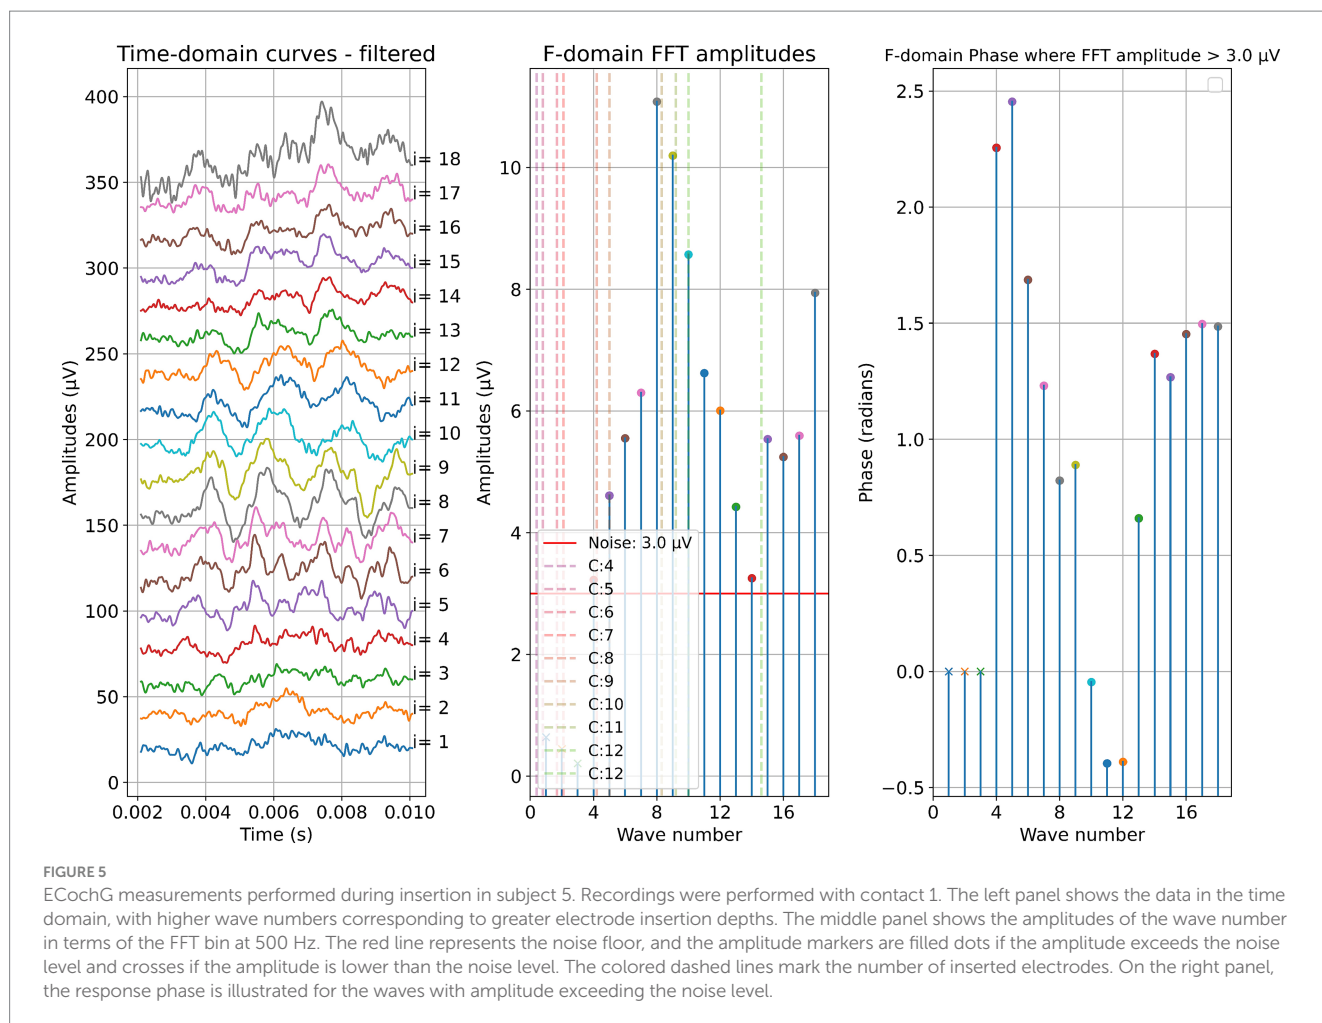 Time-domain curves - filtered
Amplitudes (μV)
400
350
300
250
200
150
100
50
0
i= 18
i= 17
i= 16
i= 15
i= 14
i= 13
i= 12
i= 11
i= 10
i= 9
i= 8
i= 7
i= 6
i= 5
i= 4
i= 3
i= 2
i= 1
0.002 0.004 0.006 0.008 0.010
Time (s)
F-domain FFT amplitudes
Amplitudes (μV)
10
8
6
4
2
0
Noise: 3.0 μV
C:4
C:5
C:6
C:7
C:8
C:9
C:10
C:11
C:12
C:12
0 4 8 12 16
Wave number
F-domain Phase where FFT amplitude > 3.0 μV
Phase (radians)
2.5
2.0
1.5
1.0
0.5
0.0
−0.5
0 4 8 12 16
Wave number
FIGURE 5
ECochG measurements performed during insertion in subject 5. Recordings were performed with contact 1. The left panel shows the data in the time
domain, with higher wave numbers corresponding to greater electrode insertion depths. The middle panel shows the amplitudes of the wave number
in terms of the FFT bin at 500 Hz. The red line represents the noise floor, and the amplitude markers are filled dots if the amplitude exceeds the noise
level and crosses if the amplitude is lower than the noise level. The colored dashed lines mark the number of inserted electrodes. On the right panel,
the response phase is illustrated for the waves with amplitude exceeding the noise level.